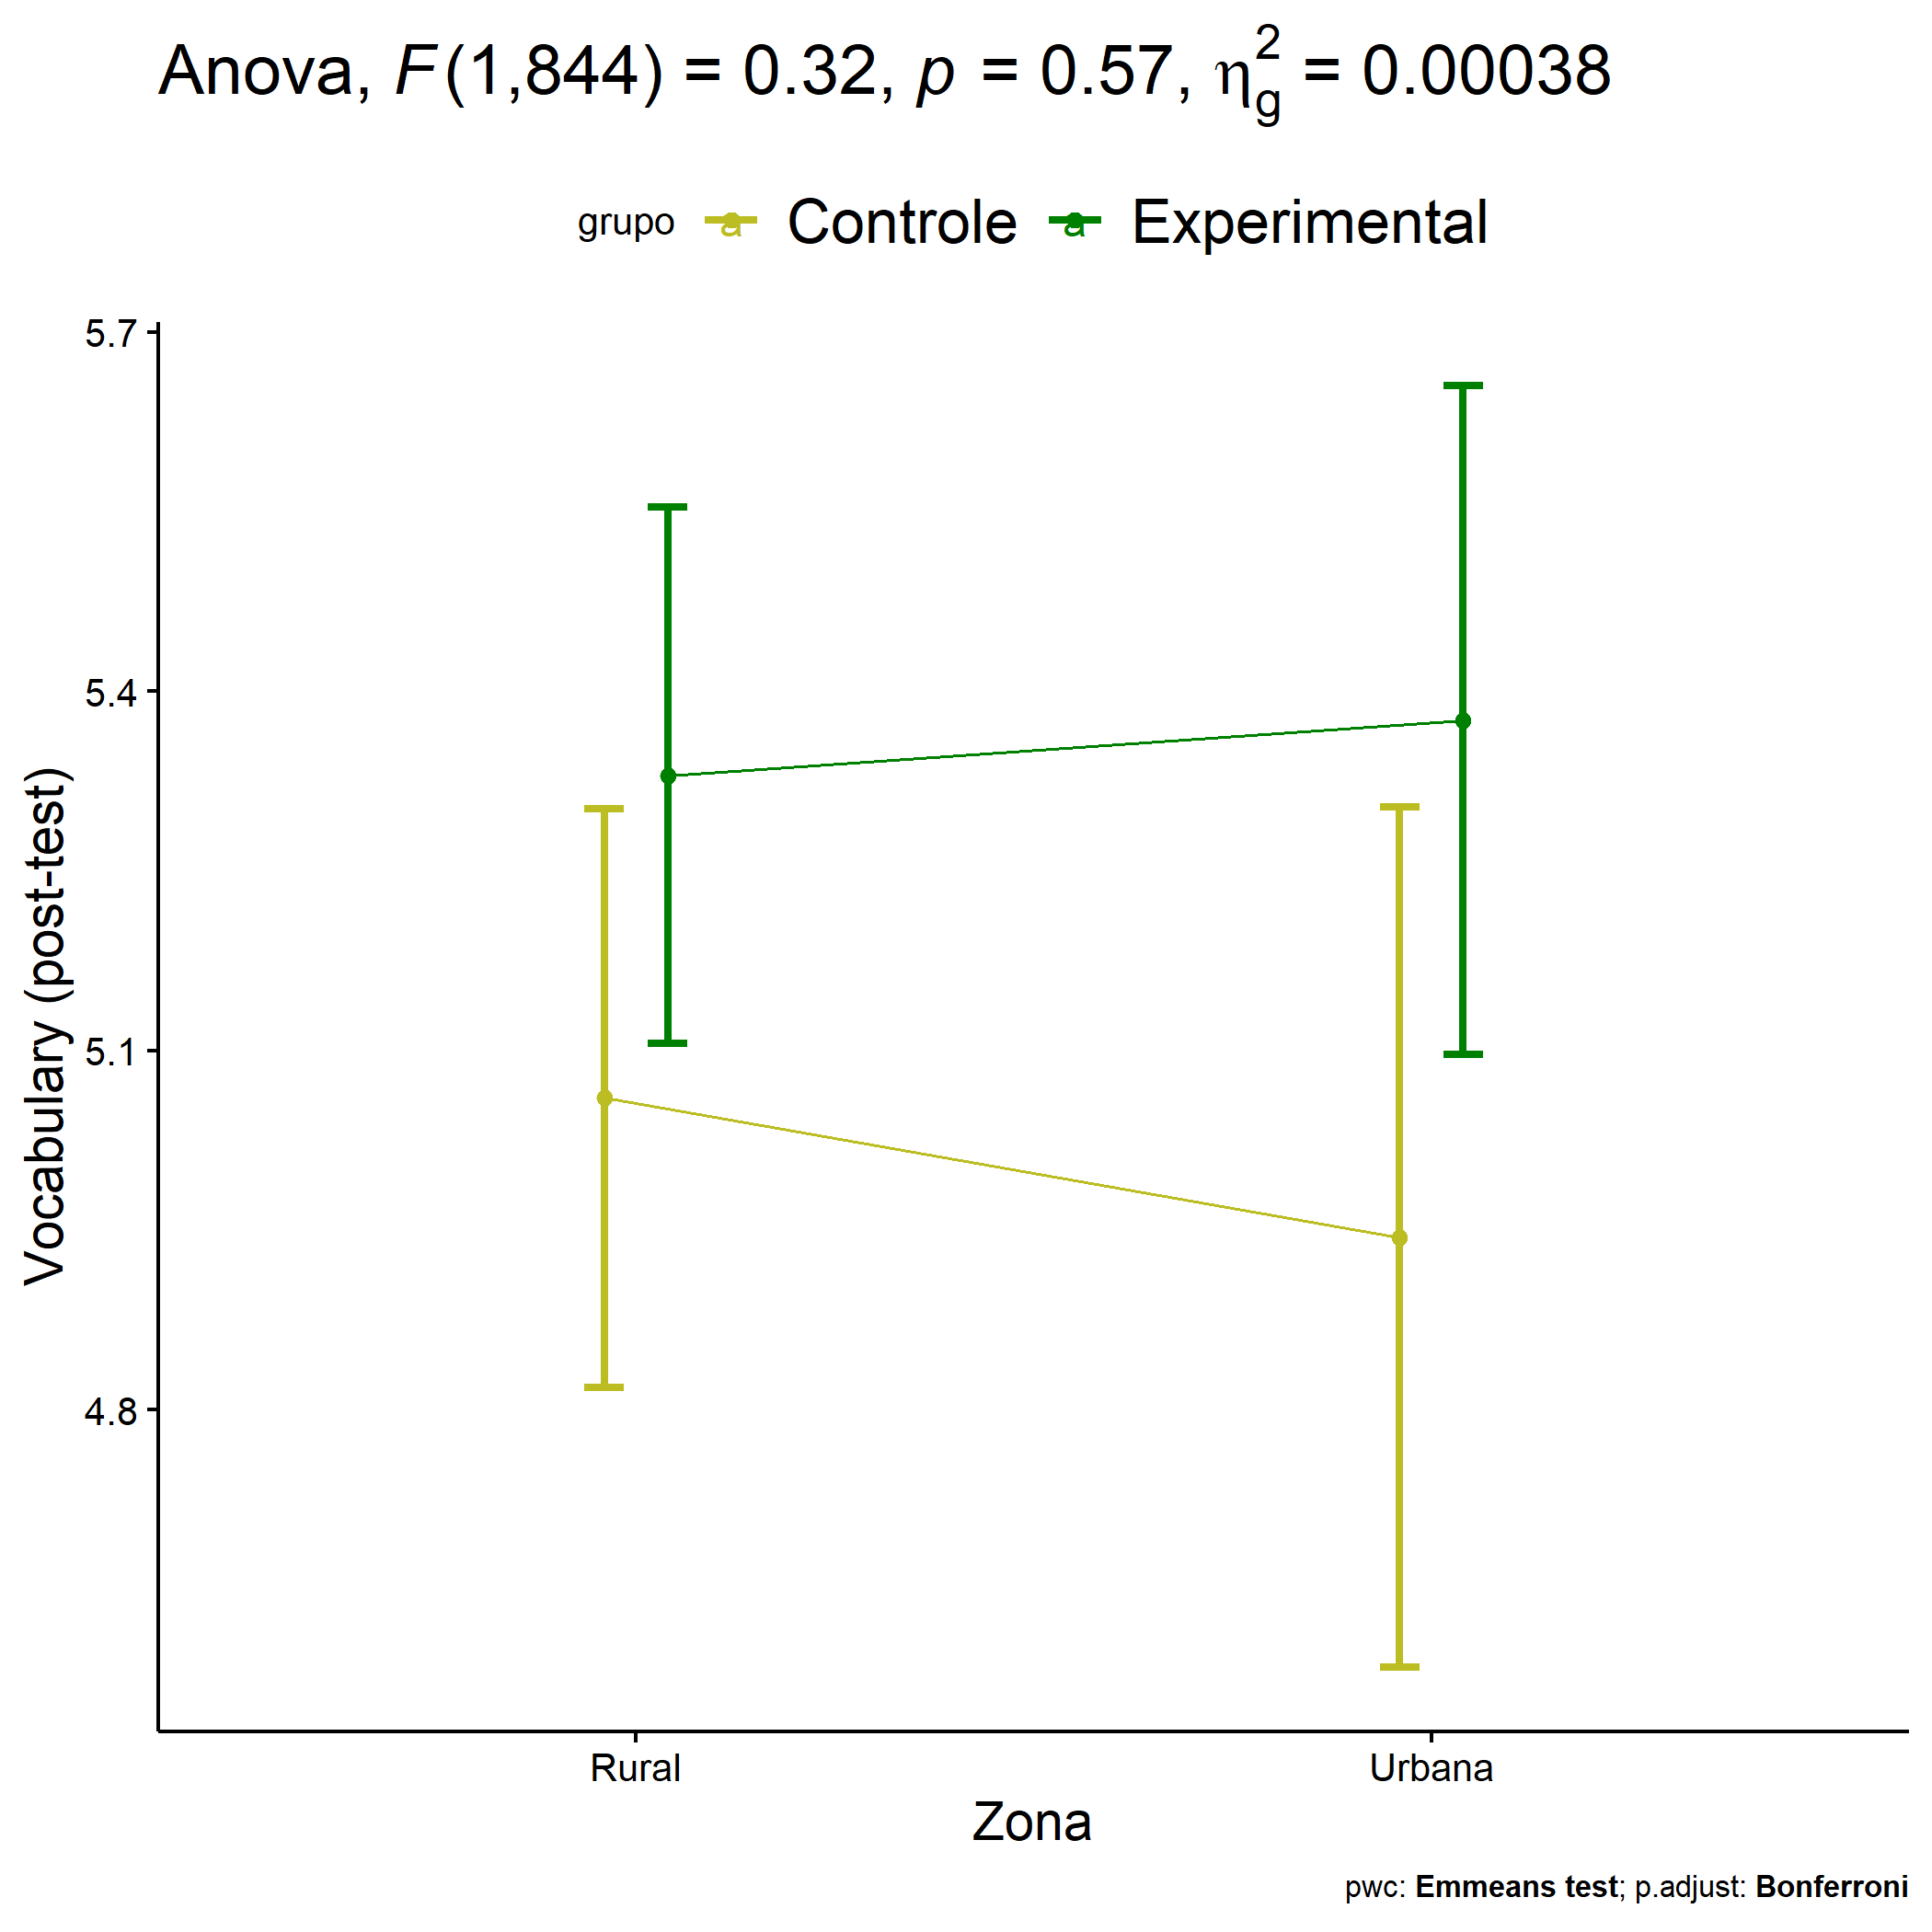 Anova, F(1,844) = 0.32, p = 0.57, η²g = 0.00038
grupo a Controle a Experimental
5.7
5.4
5.1
4.8
Vocabulary (post-test)
Rural Urbana
Zona
pwc: Emmeans test; p.adjust: Bonferroni